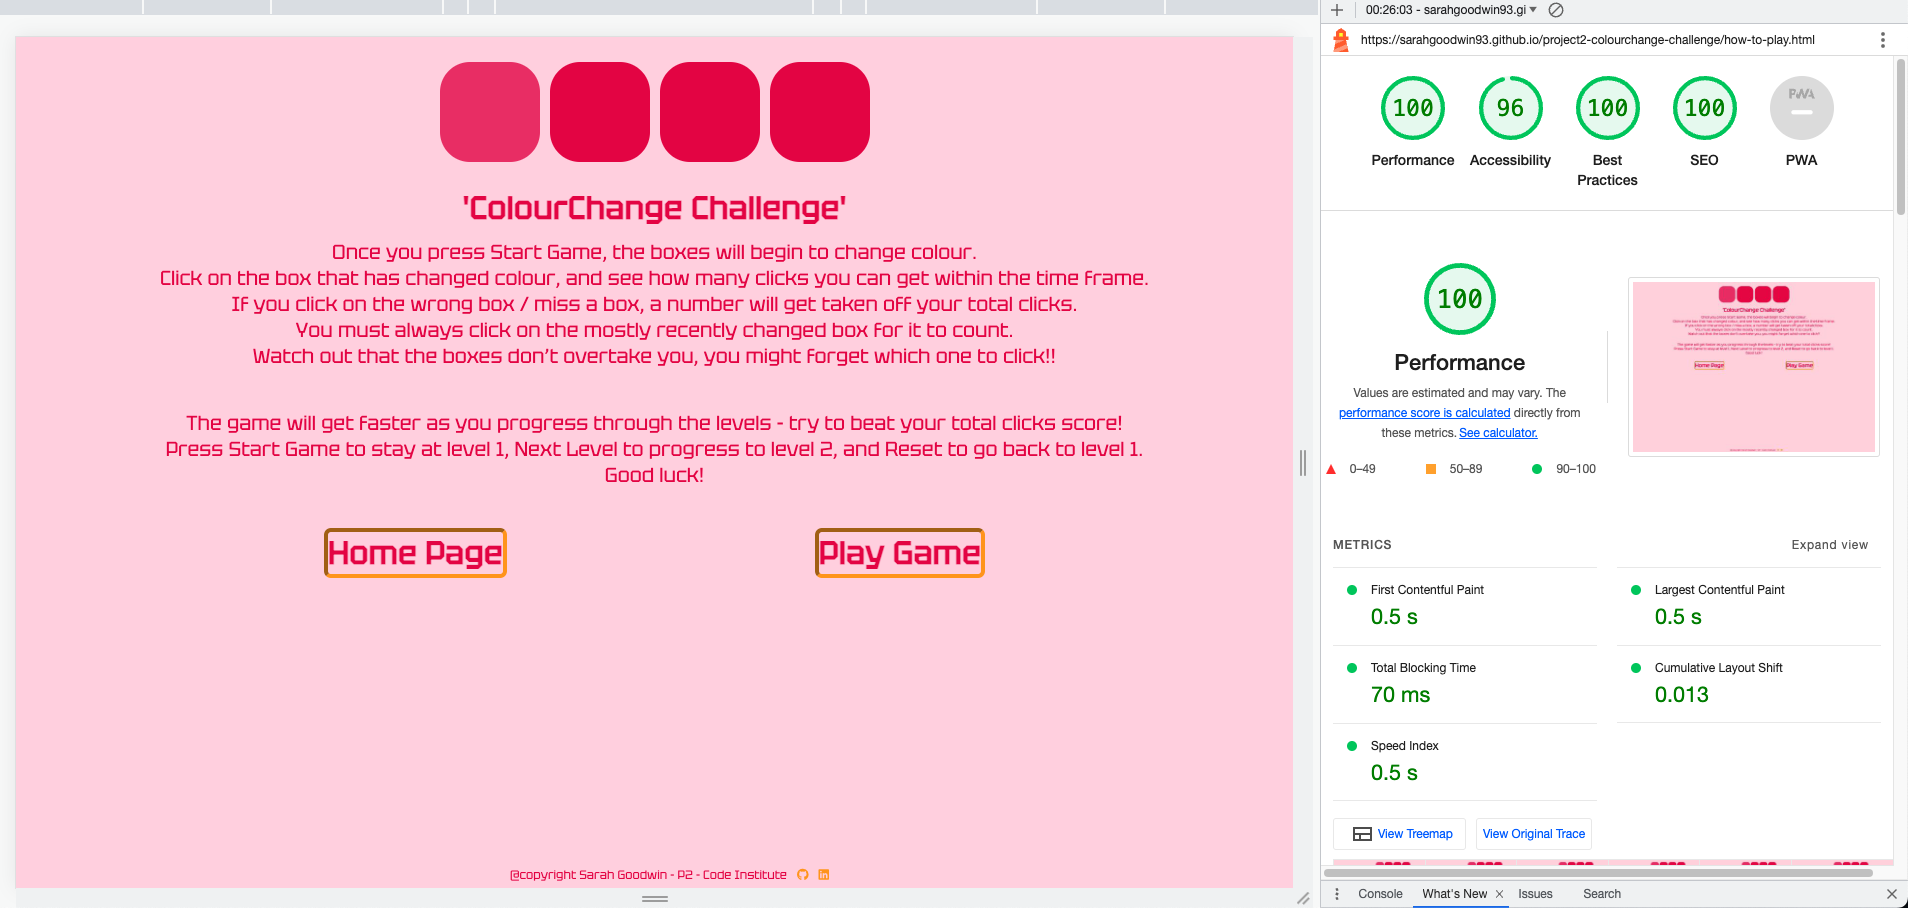 'ColourChange Challenge'
Once you press Start Game, the boxes will begin to change colour.
Click on the box that has changed colour, and see how many clicks you can get within the time frame.
If you click on the wrong box / miss a box, a number will get taken off your total clicks.
You must always click on the mostly recently changed box for it to count.
Watch out that the boxes don't overtake you, you might forget which one to click!!
The game will get faster as you progress through the levels - try to beat your total clicks score!
Press Start Game to stay at level 1, Next Level to progress to level 2, and Reset to go back to level 1.
Good luck!
Home Page
Play Game
@copyright Sarah Goodwin - P2 - Code Institute
00:26:03 - sarahgoodwin93.gi
https://sarahgoodwin93.github.io/project2-colourchange-challenge/how-to-play.html
100
96
100
100
PWA
Performance
Accessibility
Best
Practices
SEO
PWA
100
Performance
Values are estimated and may vary. The
performance score is calculated directly from
these metrics. See calculator.
0–49
50–89
90–100
'ColourChange Challenge'
Home Page
Play Game
METRICS
Expand view
First Contentful Paint
0.5 s
Largest Contentful Paint
0.5 s
Total Blocking Time
70 ms
Cumulative Layout Shift
0.013
Speed Index
0.5 s
View Treemap
View Original Trace
Console
What's New
Issues
Search